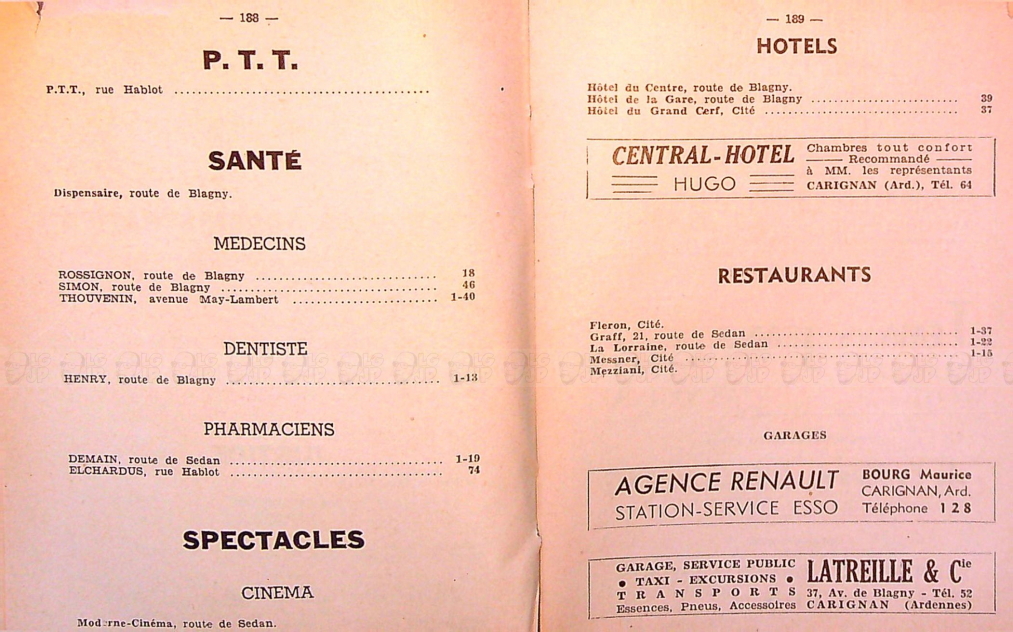 — 188 —
P. T. T.
P.T.T., rue Hablot ........................................
SANTÉ
Dispensaire, route de Blagny.
MEDECINS
ROSSIGNON, route de Blagny ............................ 18
SIMON, route de Blagny ................................. 46
THOUVENIN, avenue May-Lambert ...................... 1-40
DENTISTE
HENRY, route de Blagny ................................. 1-13
PHARMACIENS
DEMAIN, route de Sedan ................................ 1-19
ELCHARDUS, rue Hablot ................................. 74
SPECTACLES
CINEMA
Moderne-Cinéma, route de Sedan.
— 189 —
HOTELS
Hôtel du Centre, route de Blagny.
Hôtel de la Gare, route de Blagny ...................... 39
Hôtel du Grand Cerf, Cité .............................. 37
CENTRAL-HOTEL
HUGO
Chambres tout confort
Recommandé
à MM. les représentants
CARIGNAN (Ard.), Tél. 64
RESTAURANTS
Fleron, Cité.
Graff, 21, route de Sedan .............................. 1-37
La Lorraine, route de Sedan ........................... 1-22
Messner, Cité .......................................... 1-15
Mezziani, Cité.
GARAGES
AGENCE RENAULT
STATION-SERVICE ESSO
BOURG Maurice
CARIGNAN, Ard.
Téléphone 1 2 8
GARAGE, SERVICE PUBLIC
• TAXI - EXCURSIONS •
TRANSPORTS
Essences, Pneus, Accessoires
LATREILLE & Cie
37, Av. de Blagny - Tél. 52
CARIGNAN (Ardennes)